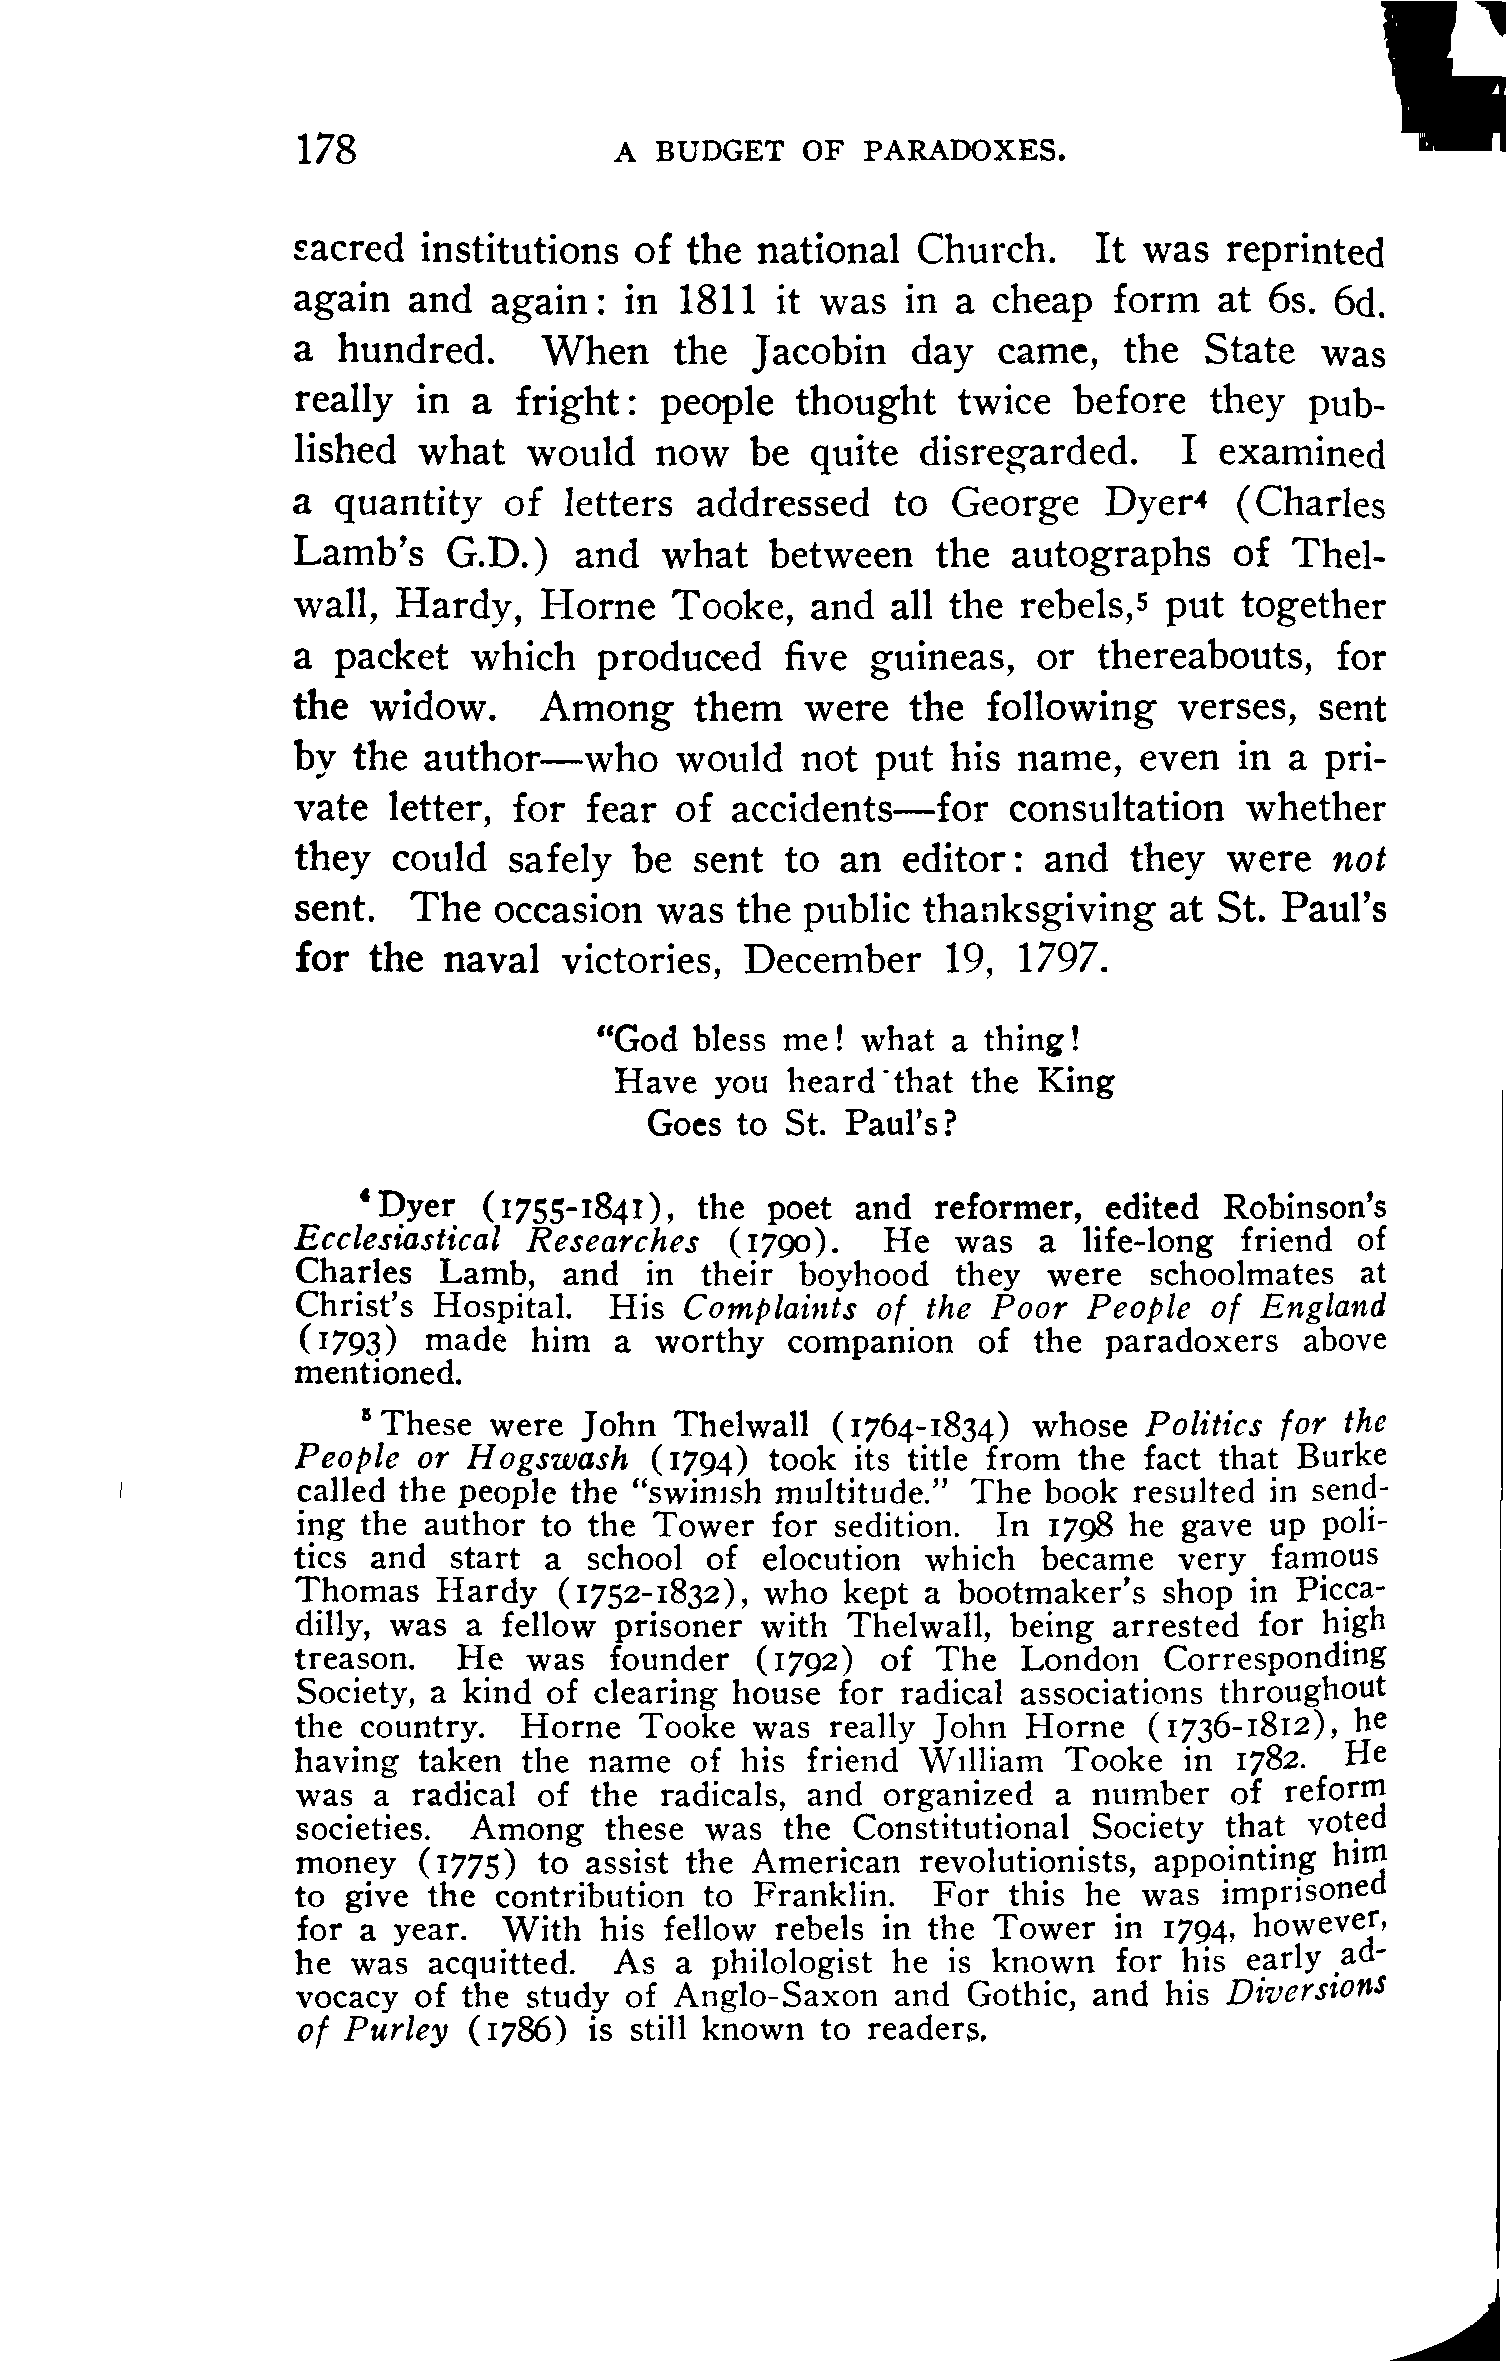 178 A BUDGET OF PARADOXES.
sacred institutions of the national Church. It was reprinted
again and again: in 1811 it was in a cheap form at 6s. 6d.
a hundred. When the Jacobin day came, the State was
really in a fright: people thought twice before they pub-
lished what would now be quite disregarded. I examined
a quantity of letters addressed to George Dyer⁴ (Charles
Lamb's G.D.) and what between the autographs of Thel-
wall, Hardy, Horne Tooke, and all the rebels,⁵ put together
a packet which produced five guineas, or thereabouts, for
the widow. Among them were the following verses, sent
by the author—who would not put his name, even in a pri-
vate letter, for fear of accidents—for consultation whether
they could safely be sent to an editor: and they were not
sent. The occasion was the public thanksgiving at St. Paul's
for the naval victories, December 19, 1797.
"God bless me! what a thing!
Have you heard that the King
Goes to St. Paul's?
⁴ Dyer (1755-1841), the poet and reformer, edited Robinson's
Ecclesiastical Researches (1790). He was a life-long friend of
Charles Lamb, and in their boyhood they were schoolmates at
Christ's Hospital. His Complaints of the Poor People of England
(1793) made him a worthy companion of the paradoxers above
mentioned.
⁵ These were John Thelwall (1764-1834) whose Politics for the
People or Hogswash (1794) took its title from the fact that Burke
called the people the "swinish multitude." The book resulted in send-
ing the author to the Tower for sedition. In 1798 he gave up poli-
tics and start a school of elocution which became very famous
Thomas Hardy (1752-1832), who kept a bootmaker's shop in Picca-
dilly, was a fellow prisoner with Thelwall, being arrested for high
treason. He was founder (1792) of The London Corresponding
Society, a kind of clearing house for radical associations throughout
the country. Horne Tooke was really John Horne (1736-1812), he
having taken the name of his friend William Tooke in 1782. He
was a radical of the radicals, and organized a number of reform
societies. Among these was the Constitutional Society that voted
money (1775) to assist the American revolutionists, appointing him
to give the contribution to Franklin. For this he was imprisoned
for a year. With his fellow rebels in the Tower in 1794, however,
he was acquitted. As a philologist he is known for his early ad-
vocacy of the study of Anglo-Saxon and Gothic, and his Diversions
of Purley (1786) is still known to readers.